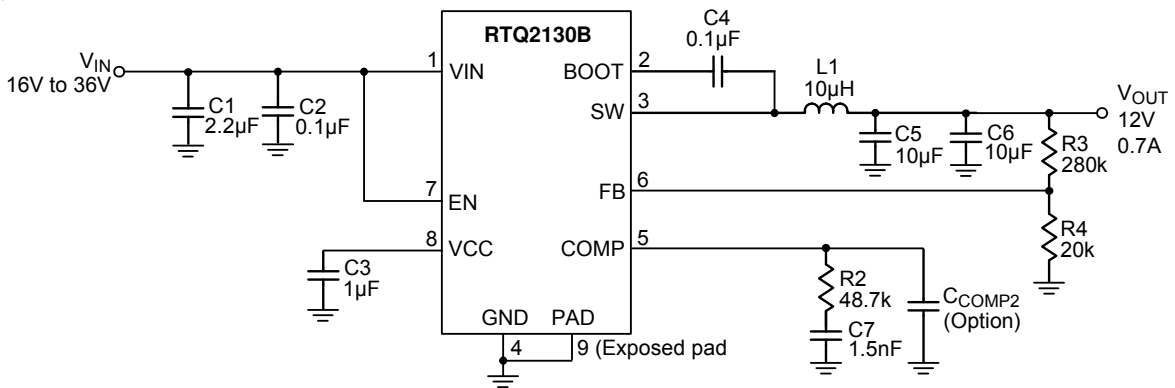 RTQ2130B
V_IN
16V to 36V
C1
2.2µF
C2
0.1µF
1
VIN
7
EN
8
VCC
C3
1µF
GND
4
PAD
9 (Exposed pad
BOOT
2
C4
0.1µF
SW
3
L1
10µH
C5
10µF
C6
10µF
V_OUT
12V
0.7A
R3
280k
FB
6
R4
20k
COMP
5
R2
48.7k
C7
1.5nF
C_COMP2
(Option)